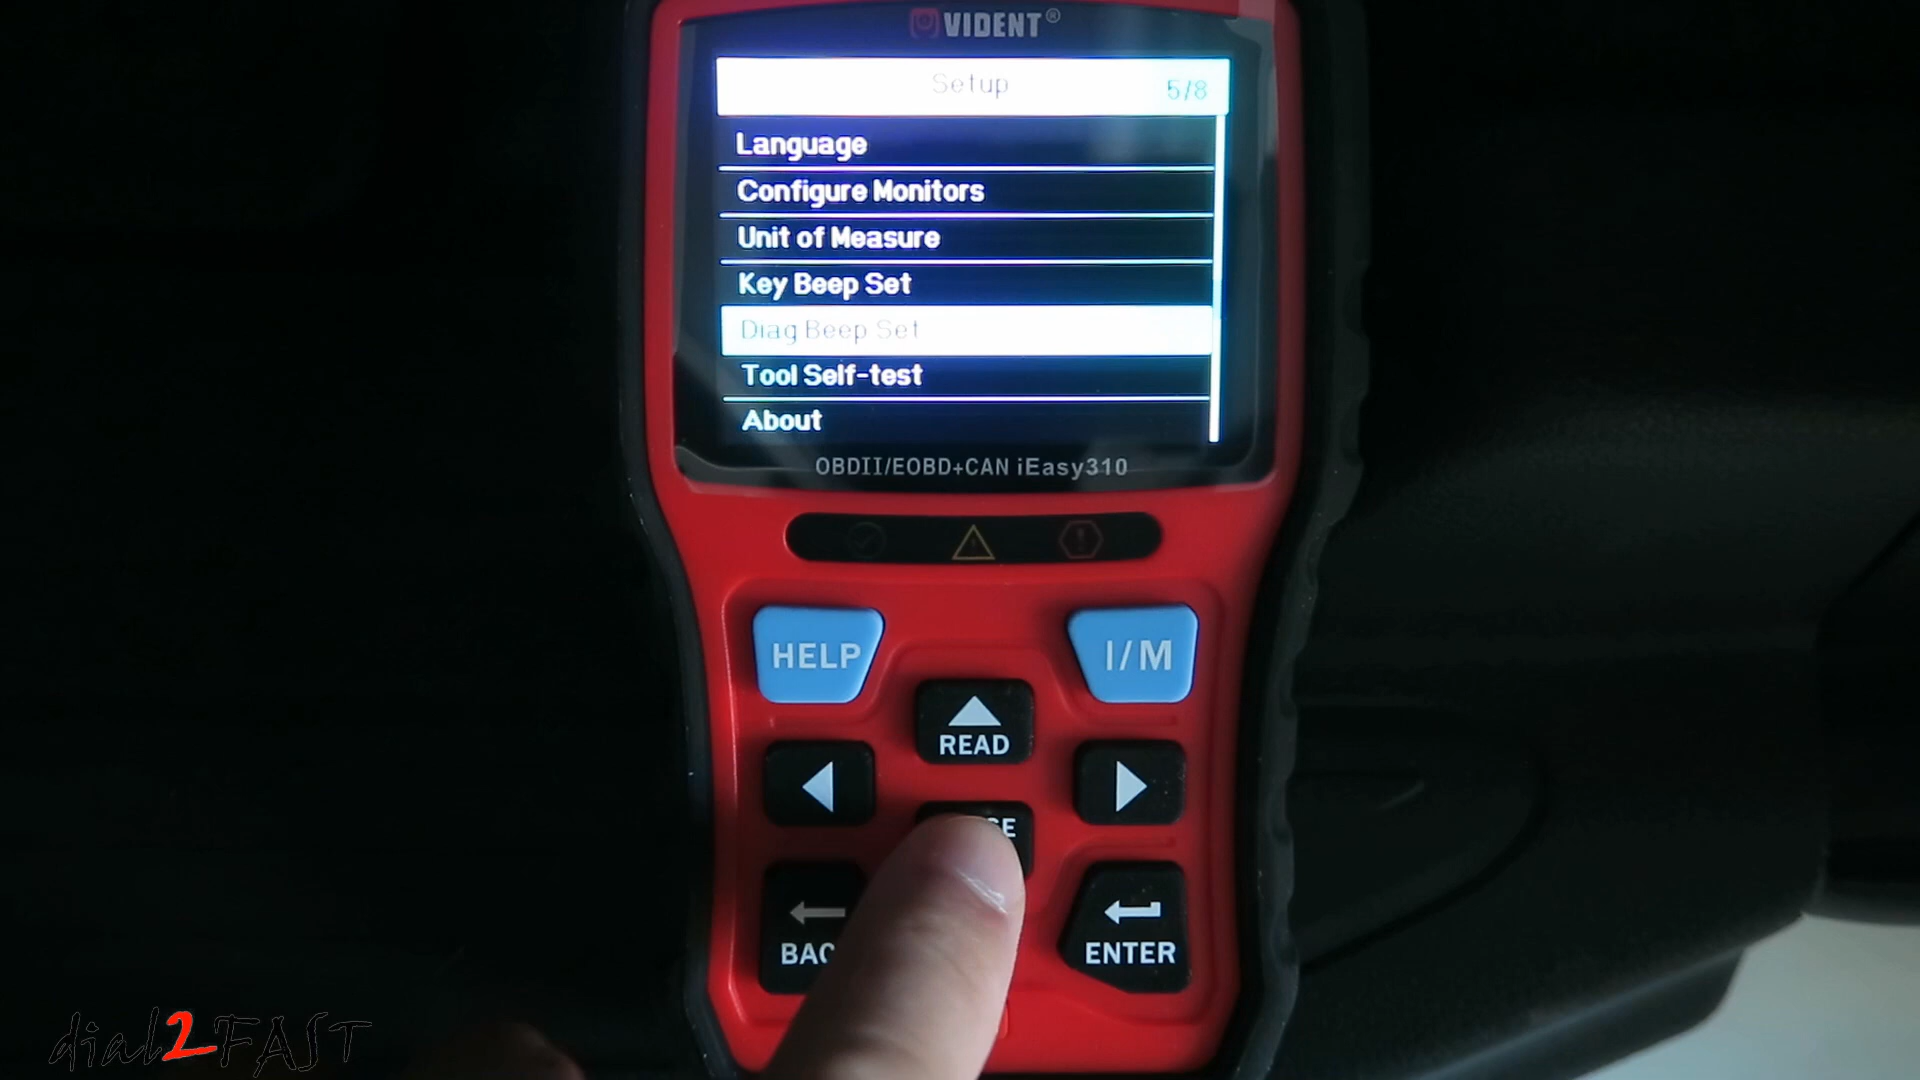 VIDENT®
Setup 5/8
Language
Configure Monitors
Unit of Measure
Key Beep Set
Diag Beep Set
Tool Self-test
About
OBDII/EOBD+CAN iEasy310
HELP
I/M
READ
ENTER
dial2FAST